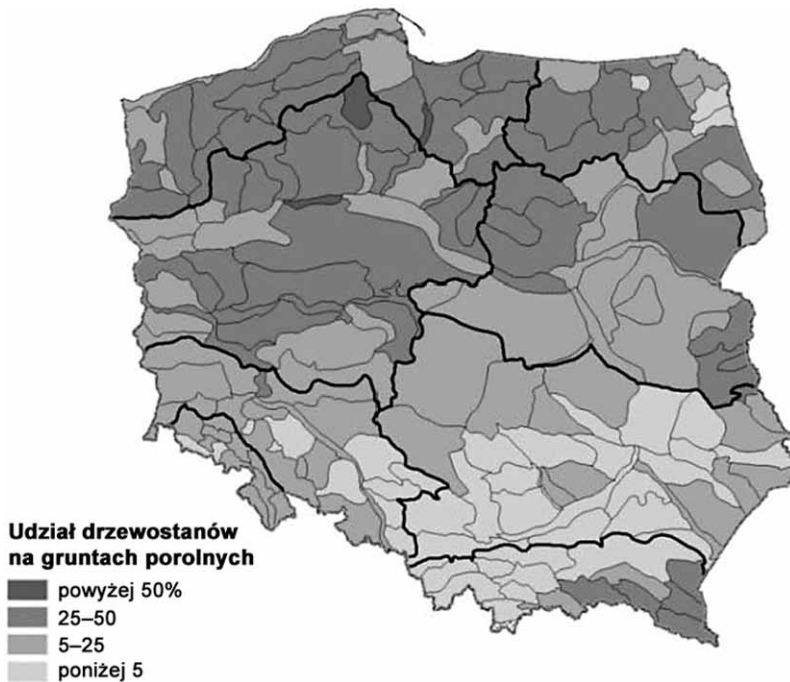 Udział drzewostanów
na gruntach porolnych
powyżej 50%
25–50
5–25
poniżej 5